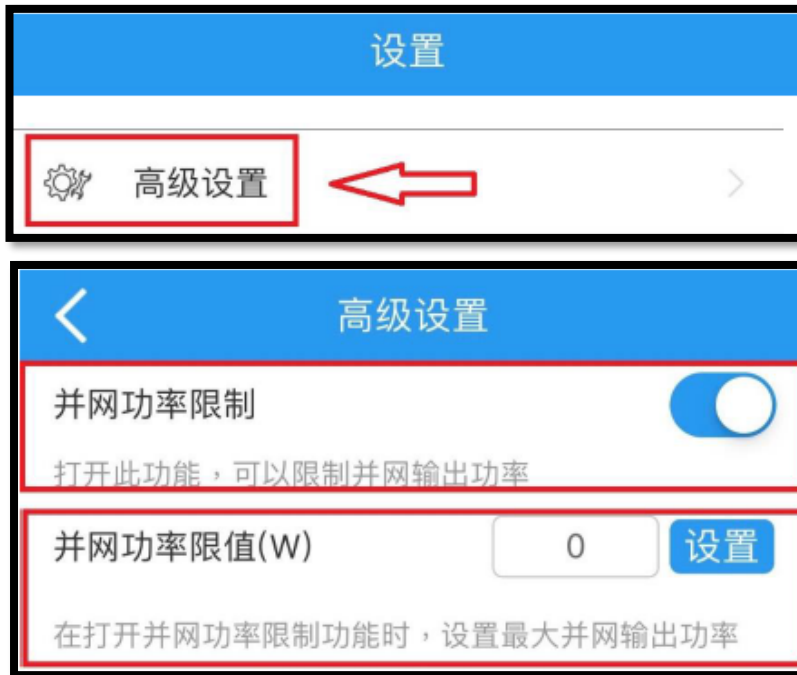 设置
高级设置
高级设置
并网功率限制
打开此功能，可以限制并网输出功率
并网功率限值(W) 0 设置
在打开并网功率限制功能时，设置最大并网输出功率